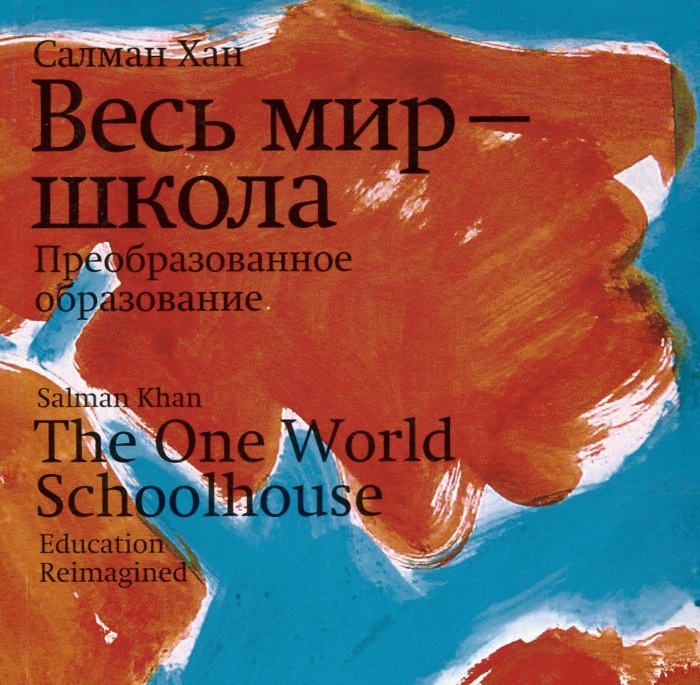 Салман Хан
Весь мир –
школа
Преобразованное
образование
Salman Khan
The One World
Schoolhouse
Education
Reimagined